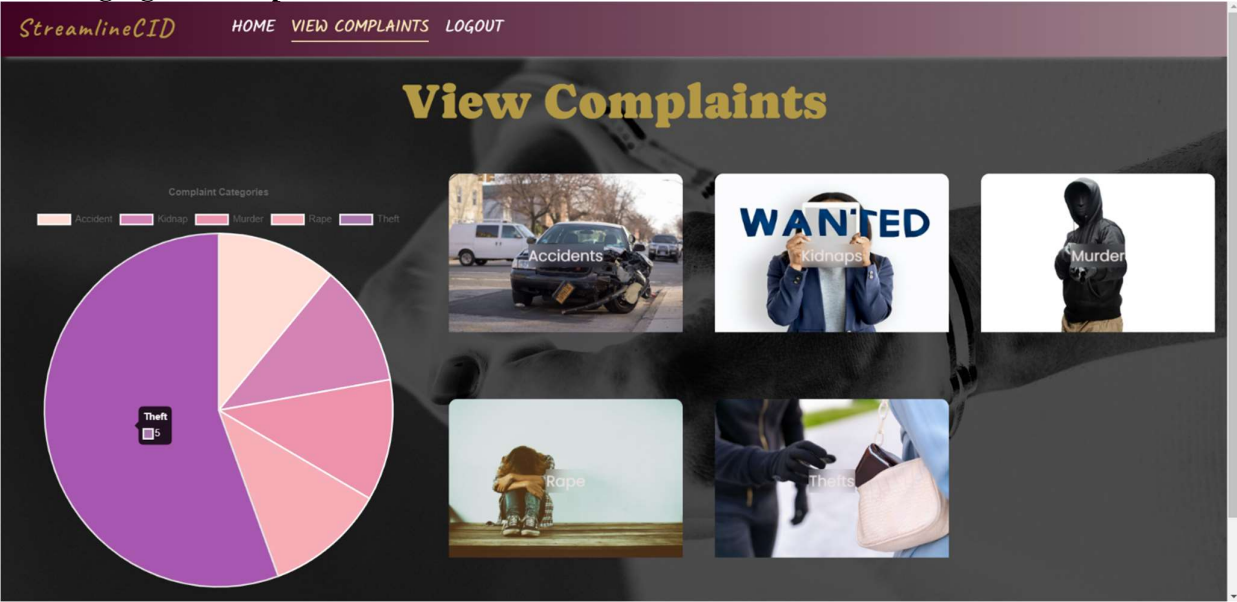 StreamlineCID HOME VIEW COMPLAINTS LOGOUT
View Complaints
Complaint Categories
Accident Kidnap Murder Rape Theft
Theft
5
Accidents
WANTED
Kidnaps
Murder
Rape
Thefts